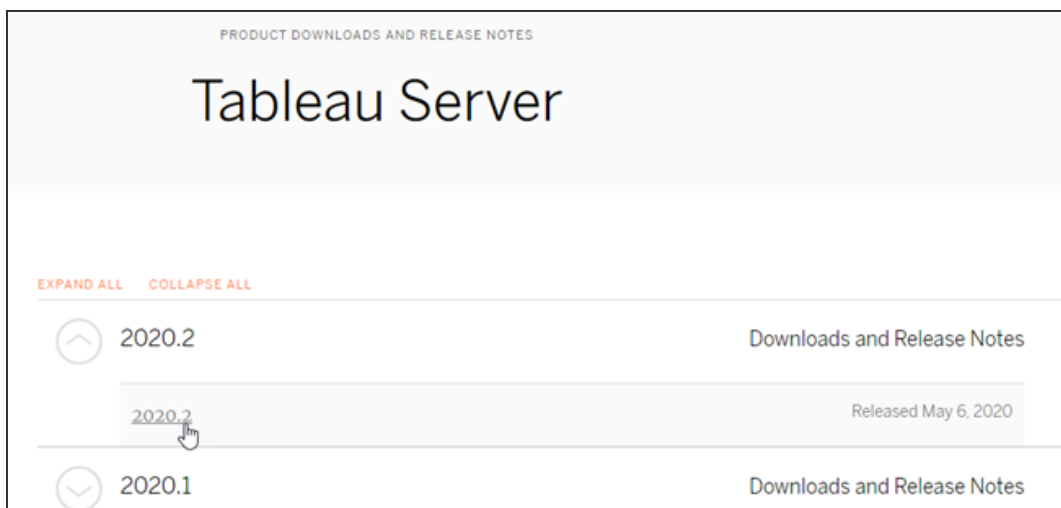 PRODUCT DOWNLOADS AND RELEASE NOTES
Tableau Server
EXPAND ALL COLLAPSE ALL
2020.2 Downloads and Release Notes
2020.2 Released May 6, 2020
2020.1 Downloads and Release Notes